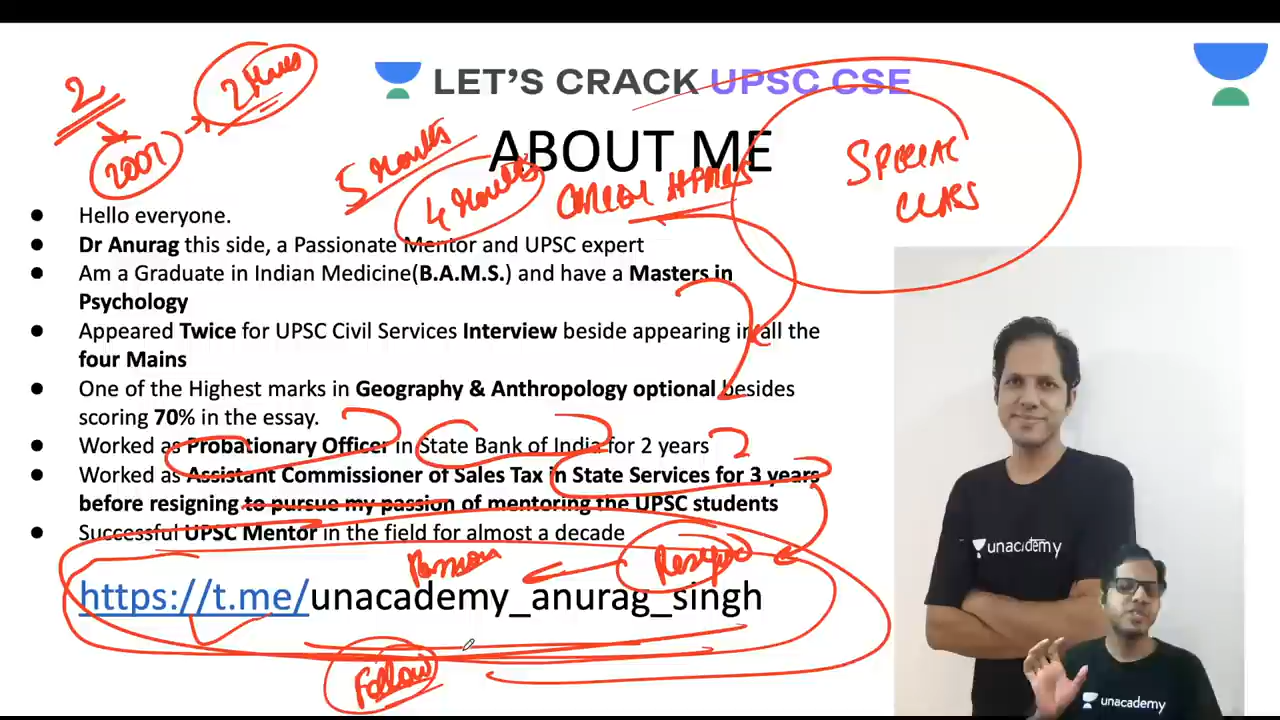 LET'S CRACK UPSC CSE
ABOUT ME
2
2007
5 Months
4 Months
SPECIAL
CLASS
● Hello everyone.
● Dr Anurag this side, a Passionate Mentor and UPSC expert
● Am a Graduate in Indian Medicine(B.A.M.S.) and have a Masters in
Psychology
● Appeared Twice for UPSC Civil Services Interview beside appearing in all the
four Mains
● One of the Highest marks in Geography & Anthropology optional besides
scoring 70% in the essay.
● Worked as Probationary Officer in State Bank of India for 2 years
● Worked as Assistant Commissioner of Sales Tax in State Services for 3 years
before resigning to pursue my passion of mentoring the UPSC students
● Successful UPSC Mentor in the field for almost a decade
Passion
https://t.me/unacademy_anurag_singh
Follow
unacademy
unacademy